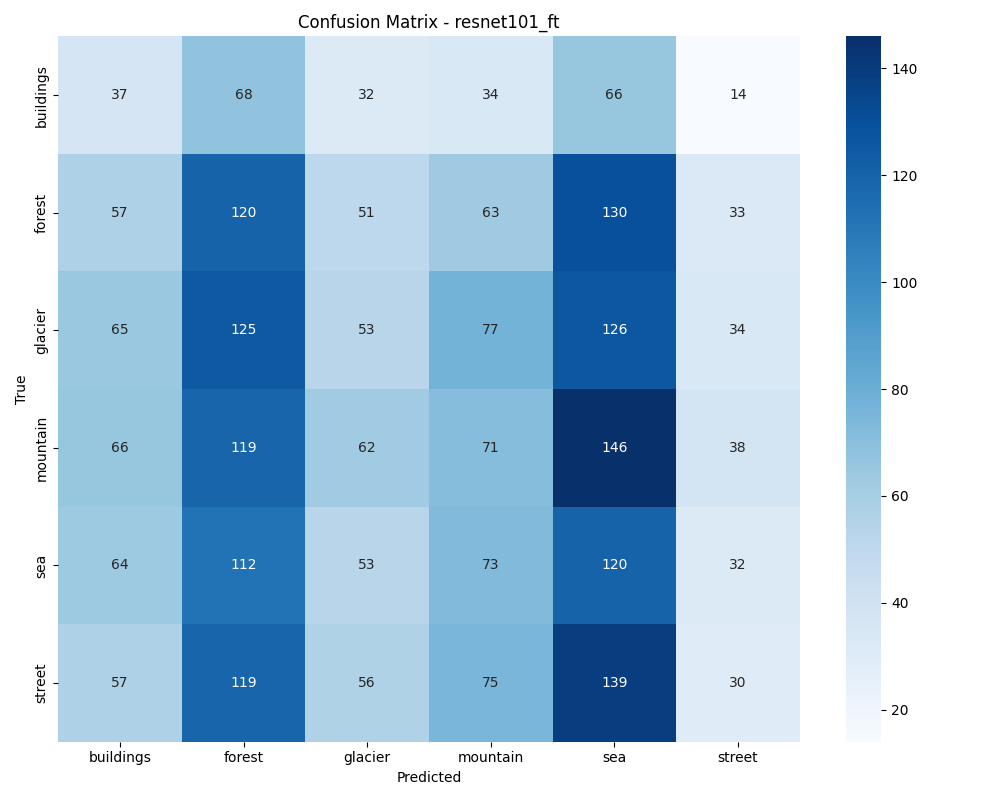 Confusion Matrix - resnet101_ft
buildings 37 68 32 34 66 14
forest 57 120 51 63 130 33
glacier 65 125 53 77 126 34
mountain 66 119 62 71 146 38
sea 64 112 53 73 120 32
street 57 119 56 75 139 30
buildings forest glacier mountain sea street
Predicted
True
140
120
100
80
60
40
20